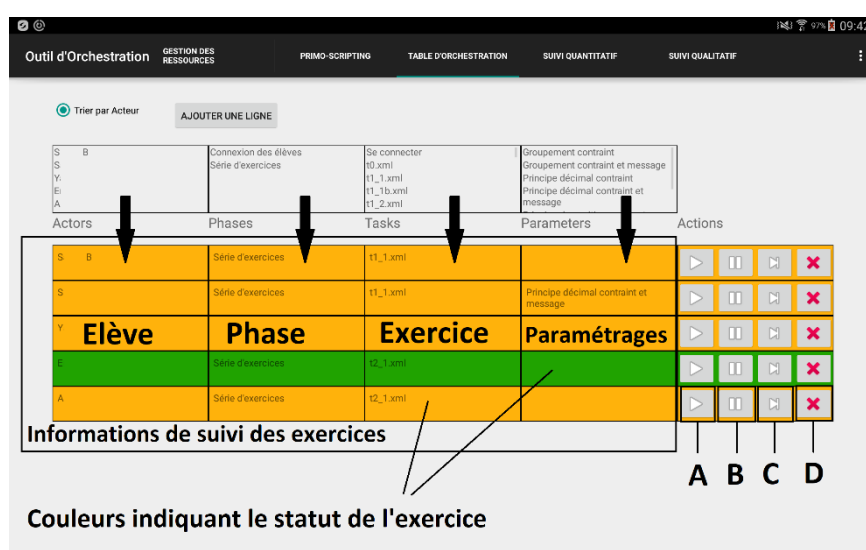 97% 09:42
Outil d'Orchestration
GESTION DES
RESSOURCES
PRIMO-SCRIPTING
TABLE D'ORCHESTRATION
SUIVI QUANTITATIF
SUIVI QUALITATIF
Trier par Acteur
AJOUTER UNE LIGNE
S B
S
Y
E
A
Connexion des élèves
Série d'exercices
Se connecter
t0.xml
t1_1.xml
t1_1b.xml
t1_2.xml
Groupement contraint
Groupement contraint et message
Principe décimal contraint
Principe décimal contraint et
message
Actors Phases Tasks Parameters Actions
S B Série d'exercices t1_1.xml
S Série d'exercices t1_1.xml Principe décimal contraint et
message
Y
Elève Phase Exercice Paramétrages
E Série d'exercices t2_1.xml
A Série d'exercices t2_1.xml
Informations de suivi des exercices
A B C D
Couleurs indiquant le statut de l'exercice